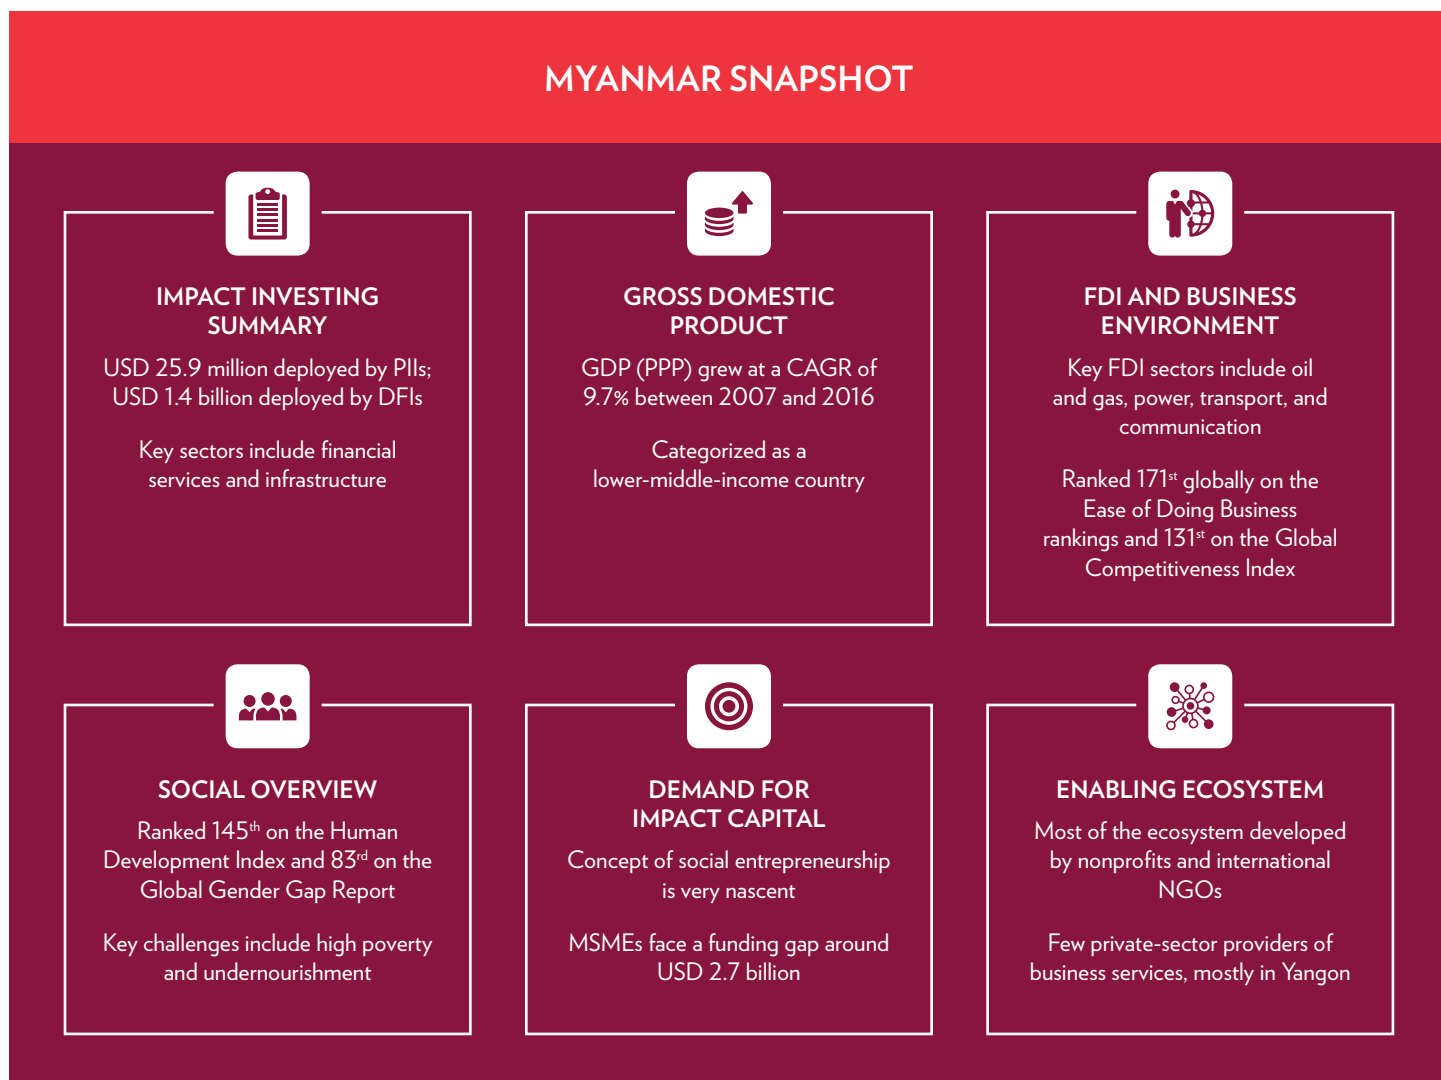 MYANMAR SNAPSHOT
IMPACT INVESTING
SUMMARY
USD 25.9 million deployed by PIIs;
USD 1.4 billion deployed by DFIs
Key sectors include financial
services and infrastructure
GROSS DOMESTIC
PRODUCT
GDP (PPP) grew at a CAGR of
9.7% between 2007 and 2016
Categorized as a
lower-middle-income country
FDI AND BUSINESS
ENVIRONMENT
Key FDI sectors include oil
and gas, power, transport, and
communication
Ranked 171st globally on the
Ease of Doing Business
rankings and 131st on the Global
Competitiveness Index
SOCIAL OVERVIEW
Ranked 145th on the Human
Development Index and 83rd on the
Global Gender Gap Report
Key challenges include high poverty
and undernourishment
DEMAND FOR
IMPACT CAPITAL
Concept of social entrepreneurship
is very nascent
MSMEs face a funding gap around
USD 2.7 billion
ENABLING ECOSYSTEM
Most of the ecosystem developed
by nonprofits and international
NGOs
Few private-sector providers of
business services, mostly in Yangon